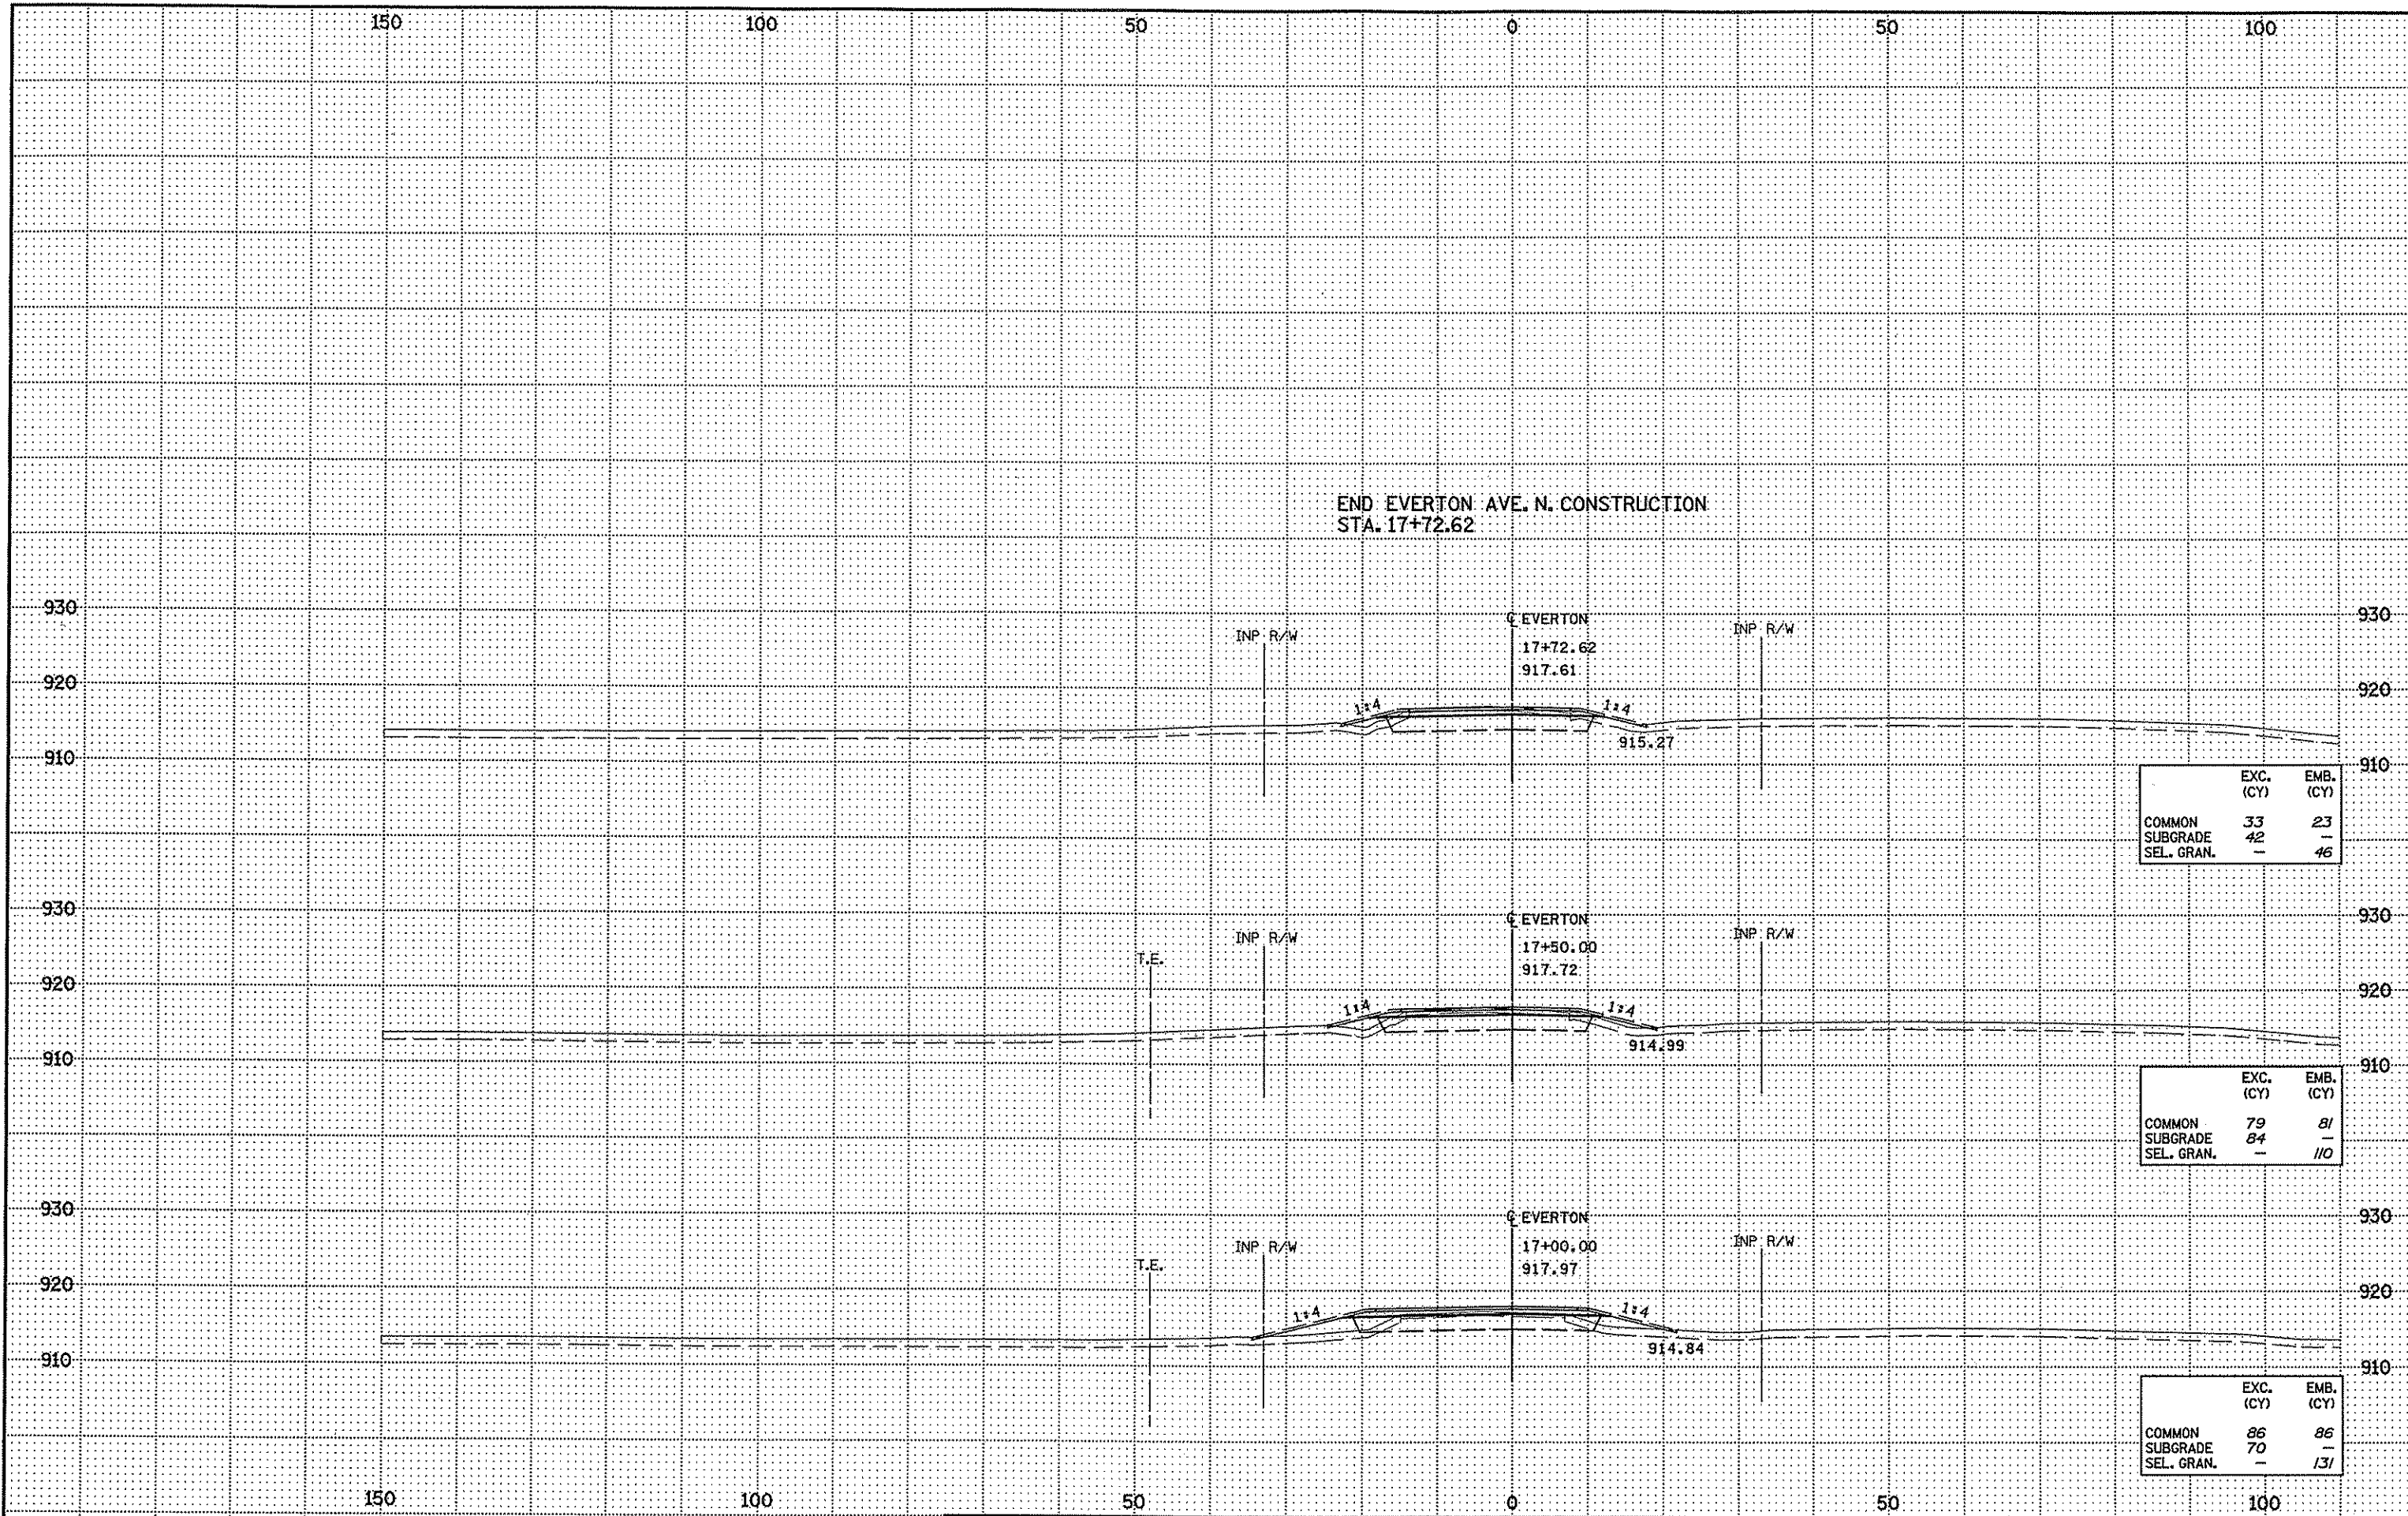 150 100 50 0 50 100
END EVERTON AVE. N. CONSTRUCTION
STA. 17+72.62
930 ℄ EVERTON 930
INP R/W 17+72.62 INP R/W
917.61
920 920
1:4 1:4
915.27
910 910
EXC. EMB.
(CY) (CY)
COMMON 33 23
SUBGRADE 42 —
SEL. GRAN. — 46
930 ℄ EVERTON 930
INP R/W 17+50.00 INP R/W
T.E. 917.72
920 920
1:4 1:4
914.99
910 910
EXC. EMB.
(CY) (CY)
COMMON 79 81
SUBGRADE 84 —
SEL. GRAN. — 110
930 ℄ EVERTON 930
INP R/W 17+00.00 INP R/W
T.E. 917.97
920 920
1:4 1:4
914.84
910 910
EXC. EMB.
(CY) (CY)
COMMON 86 86
SUBGRADE 70 —
SEL. GRAN. — 131
150 100 50 0 50 100